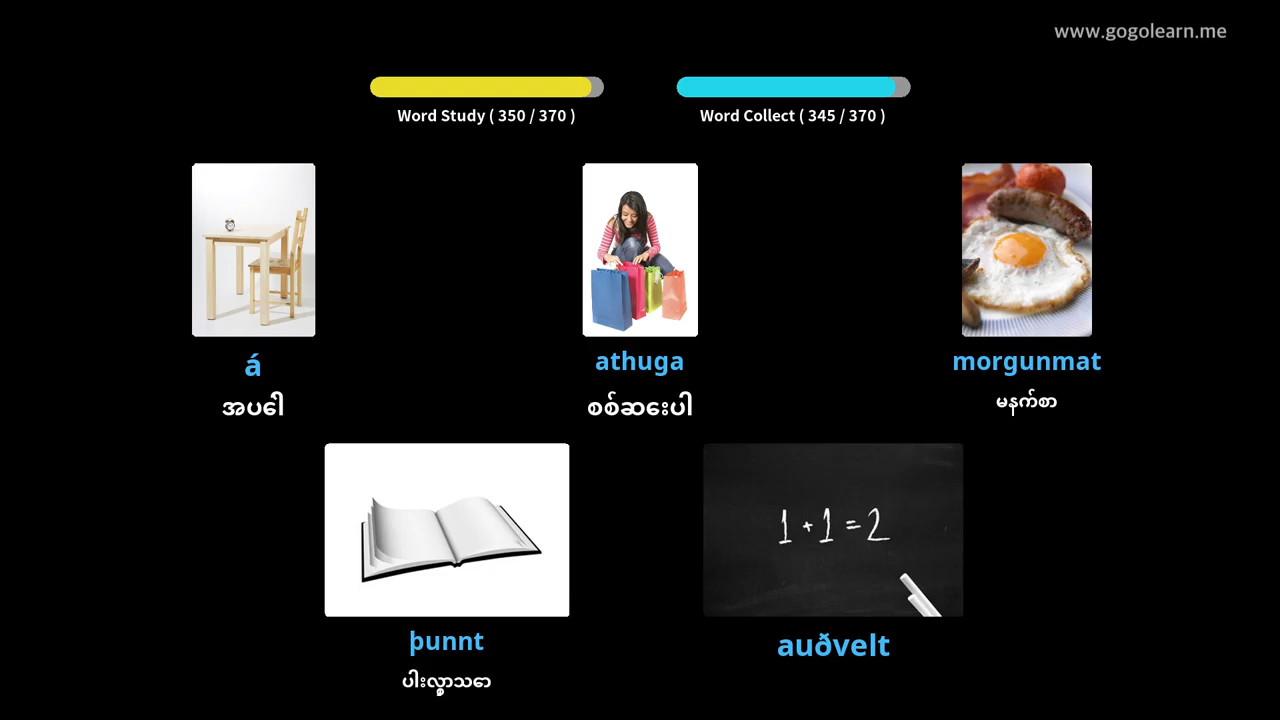 www.gogolearn.me
Word Study ( 350 / 370 )
Word Collect ( 345 / 370 )
á
athuga
morgunmat
အပေါ်
စစ်ဆေးပါ
မနက်စာ
1 + 1 = 2
þunnt
auðvelt
ပါးလွှာသော